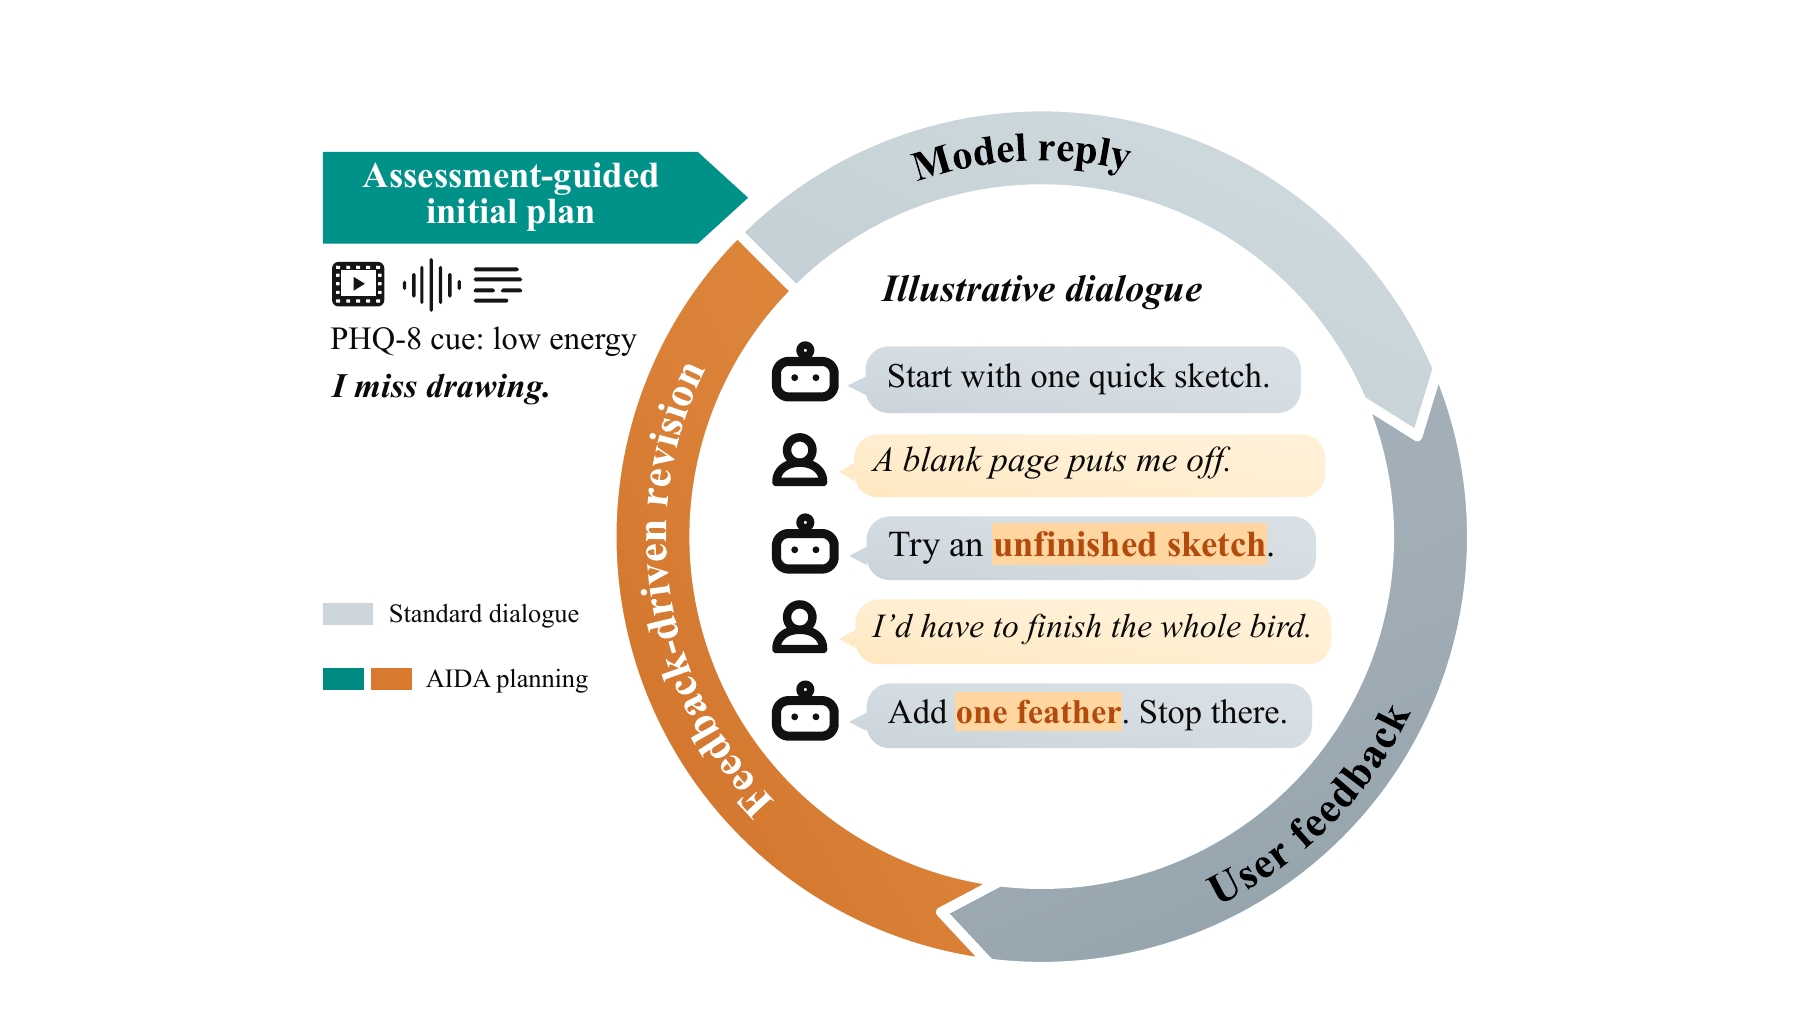 Assessment-guided
initial plan
PHQ-8 cue: low energy
I miss drawing.
Standard dialogue
AIDA planning
Model reply
User feedback
Feedback-driven revision
Illustrative dialogue
Start with one quick sketch.
A blank page puts me off.
Try an unfinished sketch.
I’d have to finish the whole bird.
Add one feather. Stop there.